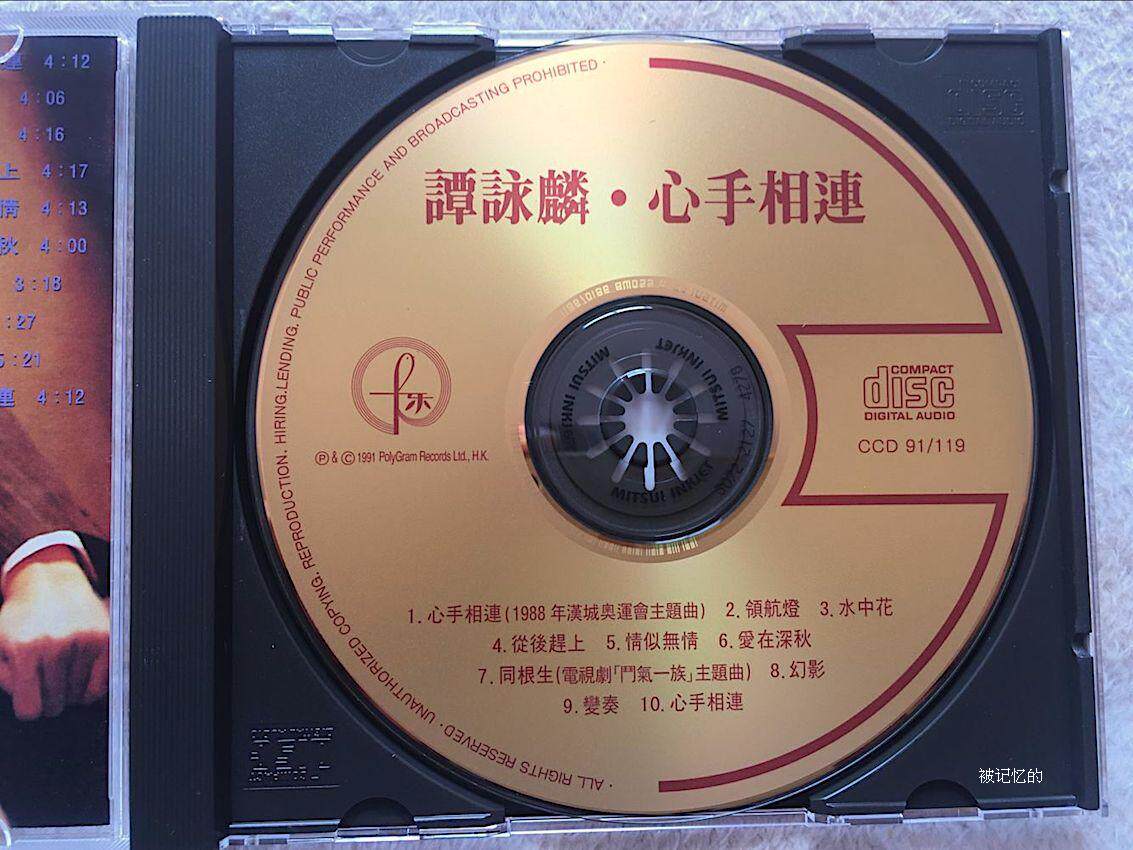 4:12
4:06
4:16
上 4:17
情 4:13
秋 4:00
3:18
:27
5:21
連 4:12
· ALL RIGHTS RESERVED · UNAUTHORIZED COPYING. REPRODUCTION. HIRING. LENDING. PUBLIC PERFORMANCE AND BROADCASTING PROHIBITED ·
譚詠麟·心手相連
Ⓟ & Ⓒ 1991 PolyGram Records Ltd., H.K.
COMPACT
disc
DIGITAL AUDIO
CCD 91/119
MITSUI INKJET
MITSUI INKJET
MITSUI INKJET
MITSUI INKJET
1. 心手相連(1988 年漢城奧運會主題曲) 2. 領航燈 3. 水中花
4. 從後趕上 5. 情似無情 6. 愛在深秋
7. 同根生(電視劇「鬥氣一族」主題曲) 8. 幻影
9. 變奏 10. 心手相連
被记忆的